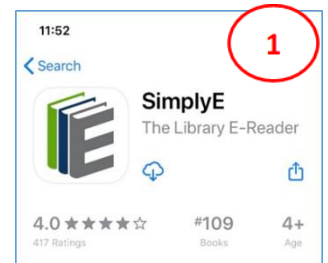 11:52
1
Search
SimplyE
The Library E-Reader
4.0 ★★★★☆ #109 4+
417 Ratings Books Age